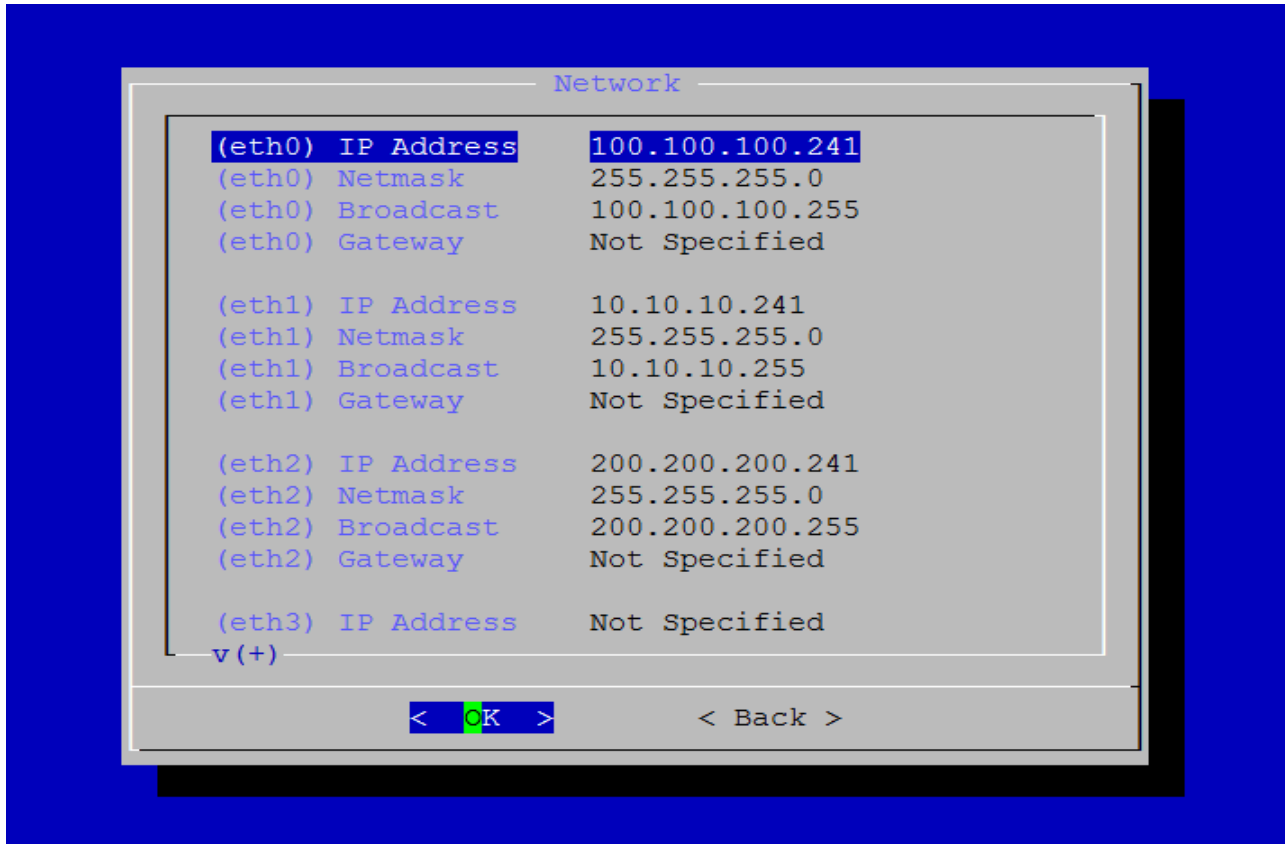 Network
(eth0) IP Address 100.100.100.241
(eth0) Netmask 255.255.255.0
(eth0) Broadcast 100.100.100.255
(eth0) Gateway Not Specified
(eth1) IP Address 10.10.10.241
(eth1) Netmask 255.255.255.0
(eth1) Broadcast 10.10.10.255
(eth1) Gateway Not Specified
(eth2) IP Address 200.200.200.241
(eth2) Netmask 255.255.255.0
(eth2) Broadcast 200.200.200.255
(eth2) Gateway Not Specified
(eth3) IP Address Not Specified
v(+)
< OK > < Back >